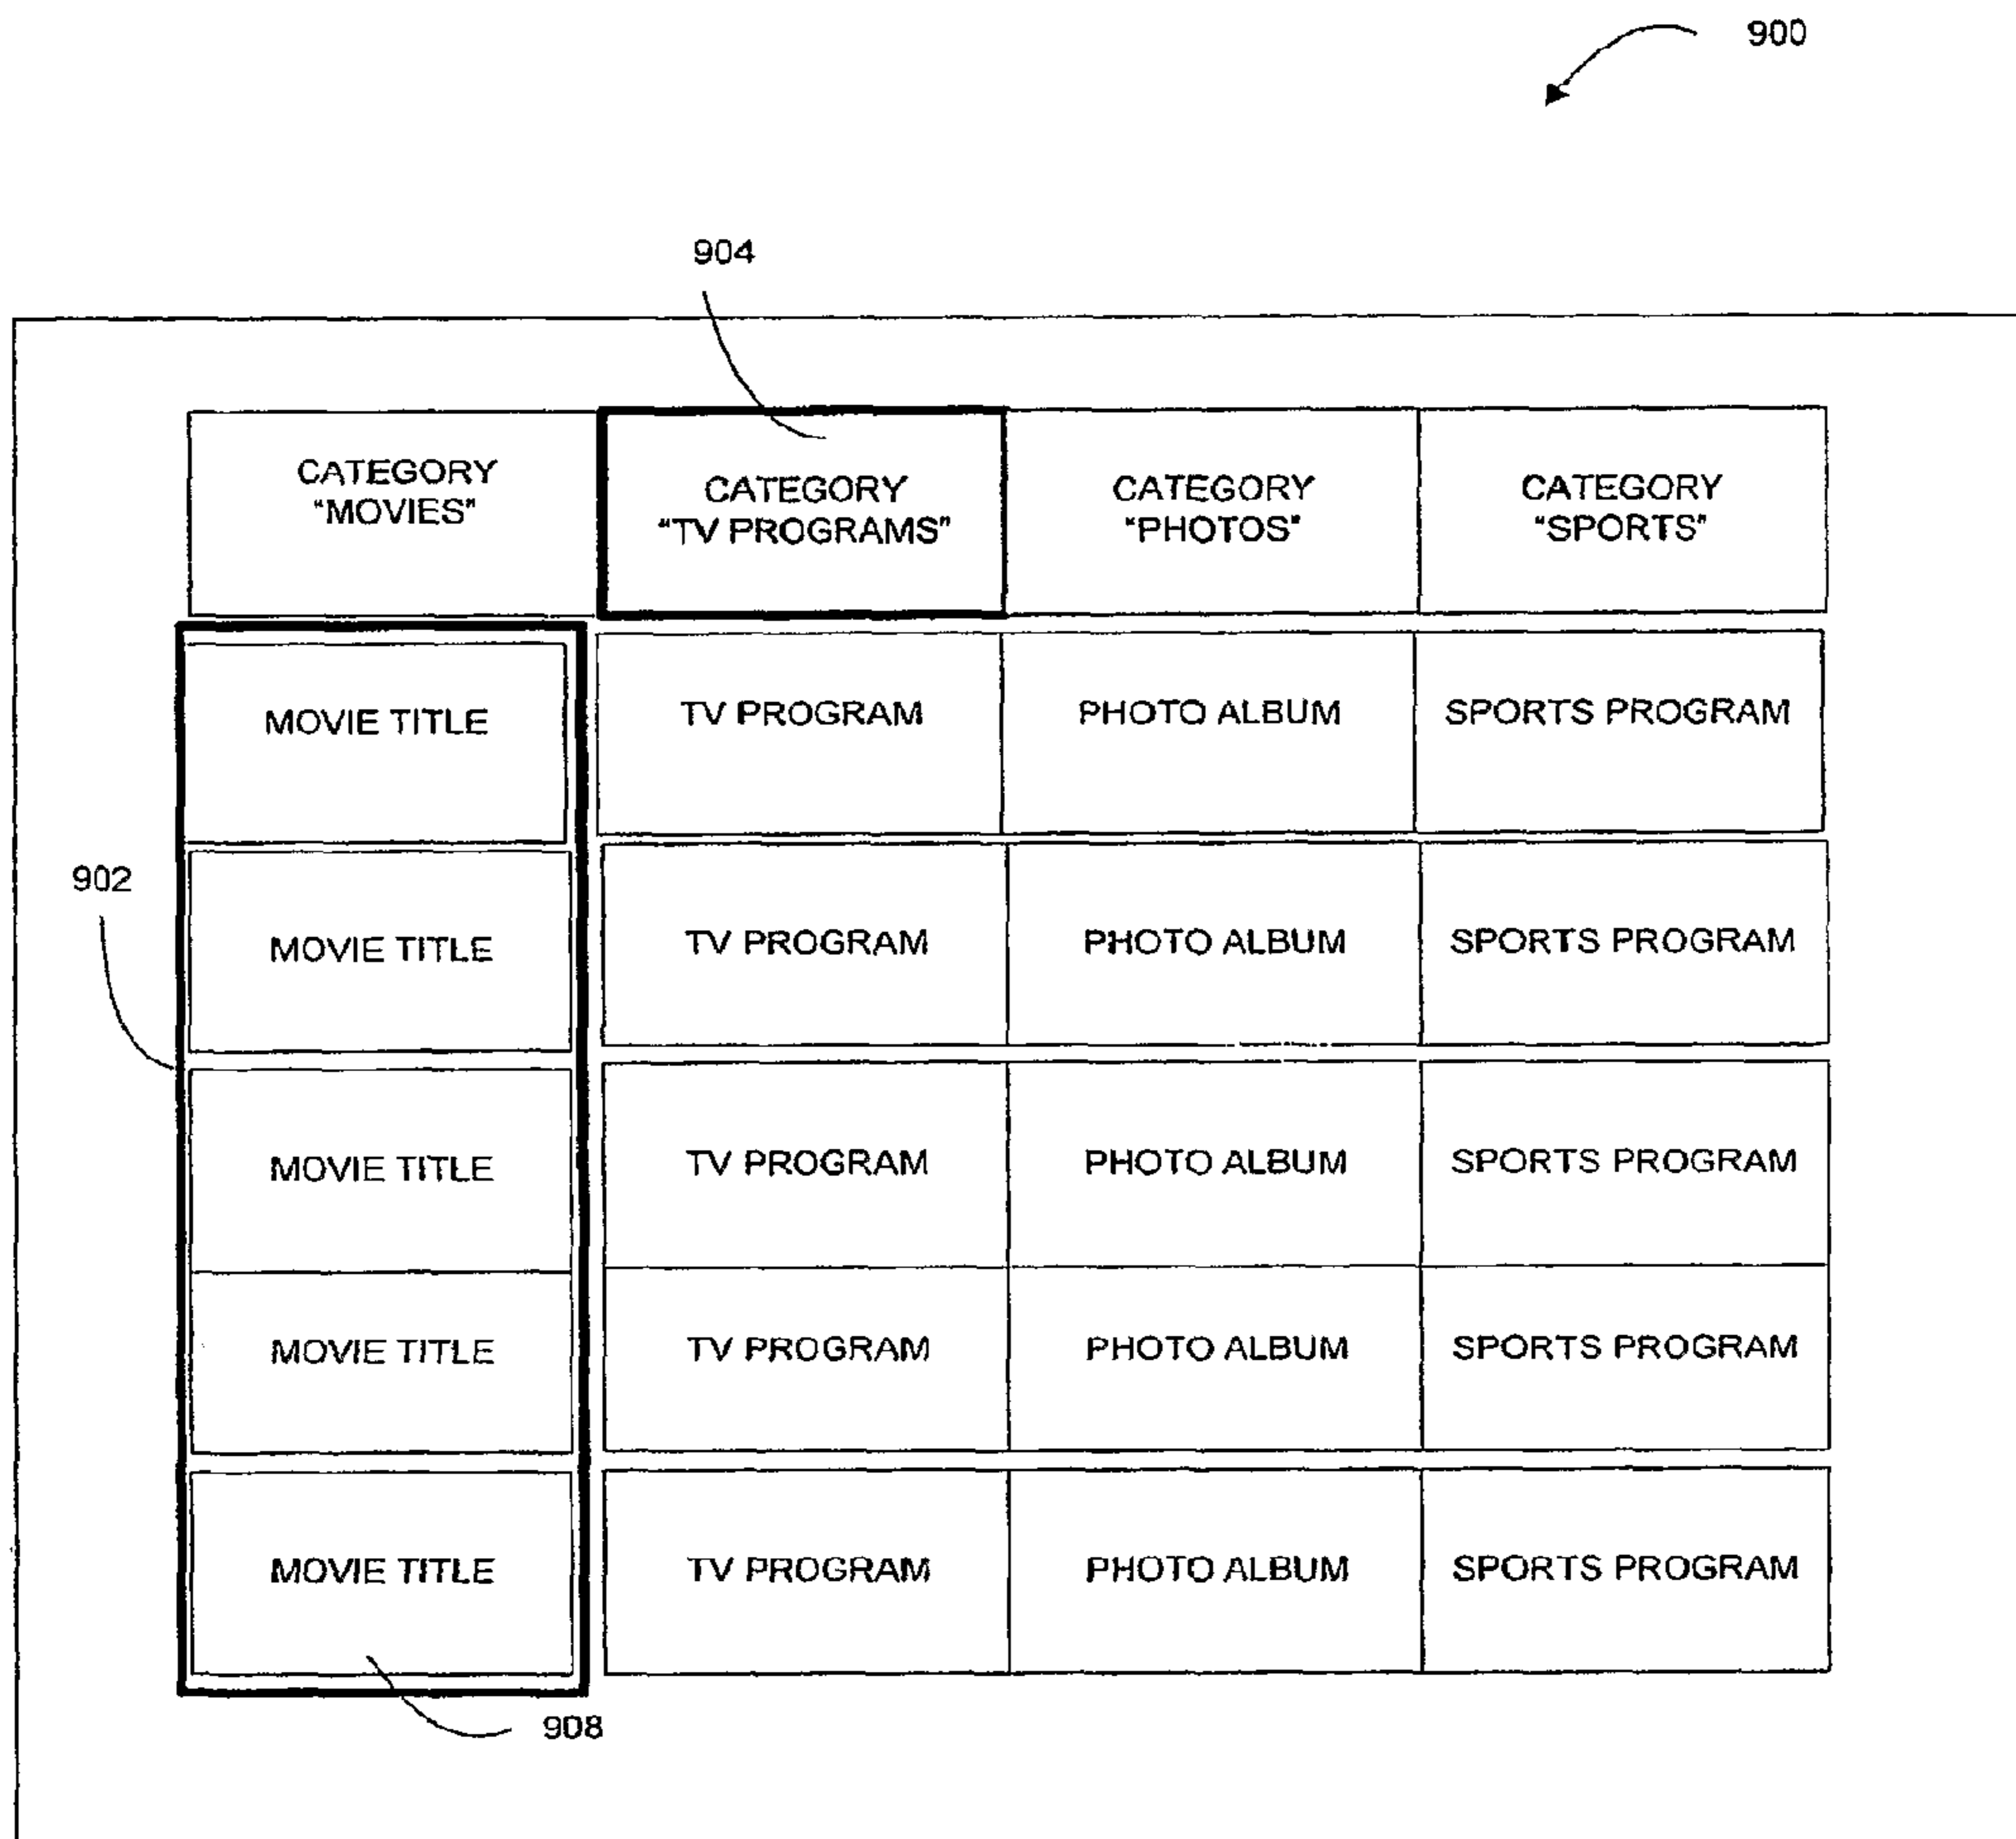 900
904
CATEGORY "MOVIES"
CATEGORY "TV PROGRAMS"
CATEGORY "PHOTOS"
CATEGORY "SPORTS"
MOVIE TITLE
TV PROGRAM
PHOTO ALBUM
SPORTS PROGRAM
902
MOVIE TITLE
TV PROGRAM
PHOTO ALBUM
SPORTS PROGRAM
MOVIE TITLE
TV PROGRAM
PHOTO ALBUM
SPORTS PROGRAM
MOVIE TITLE
TV PROGRAM
PHOTO ALBUM
SPORTS PROGRAM
MOVIE TITLE
TV PROGRAM
PHOTO ALBUM
SPORTS PROGRAM
908